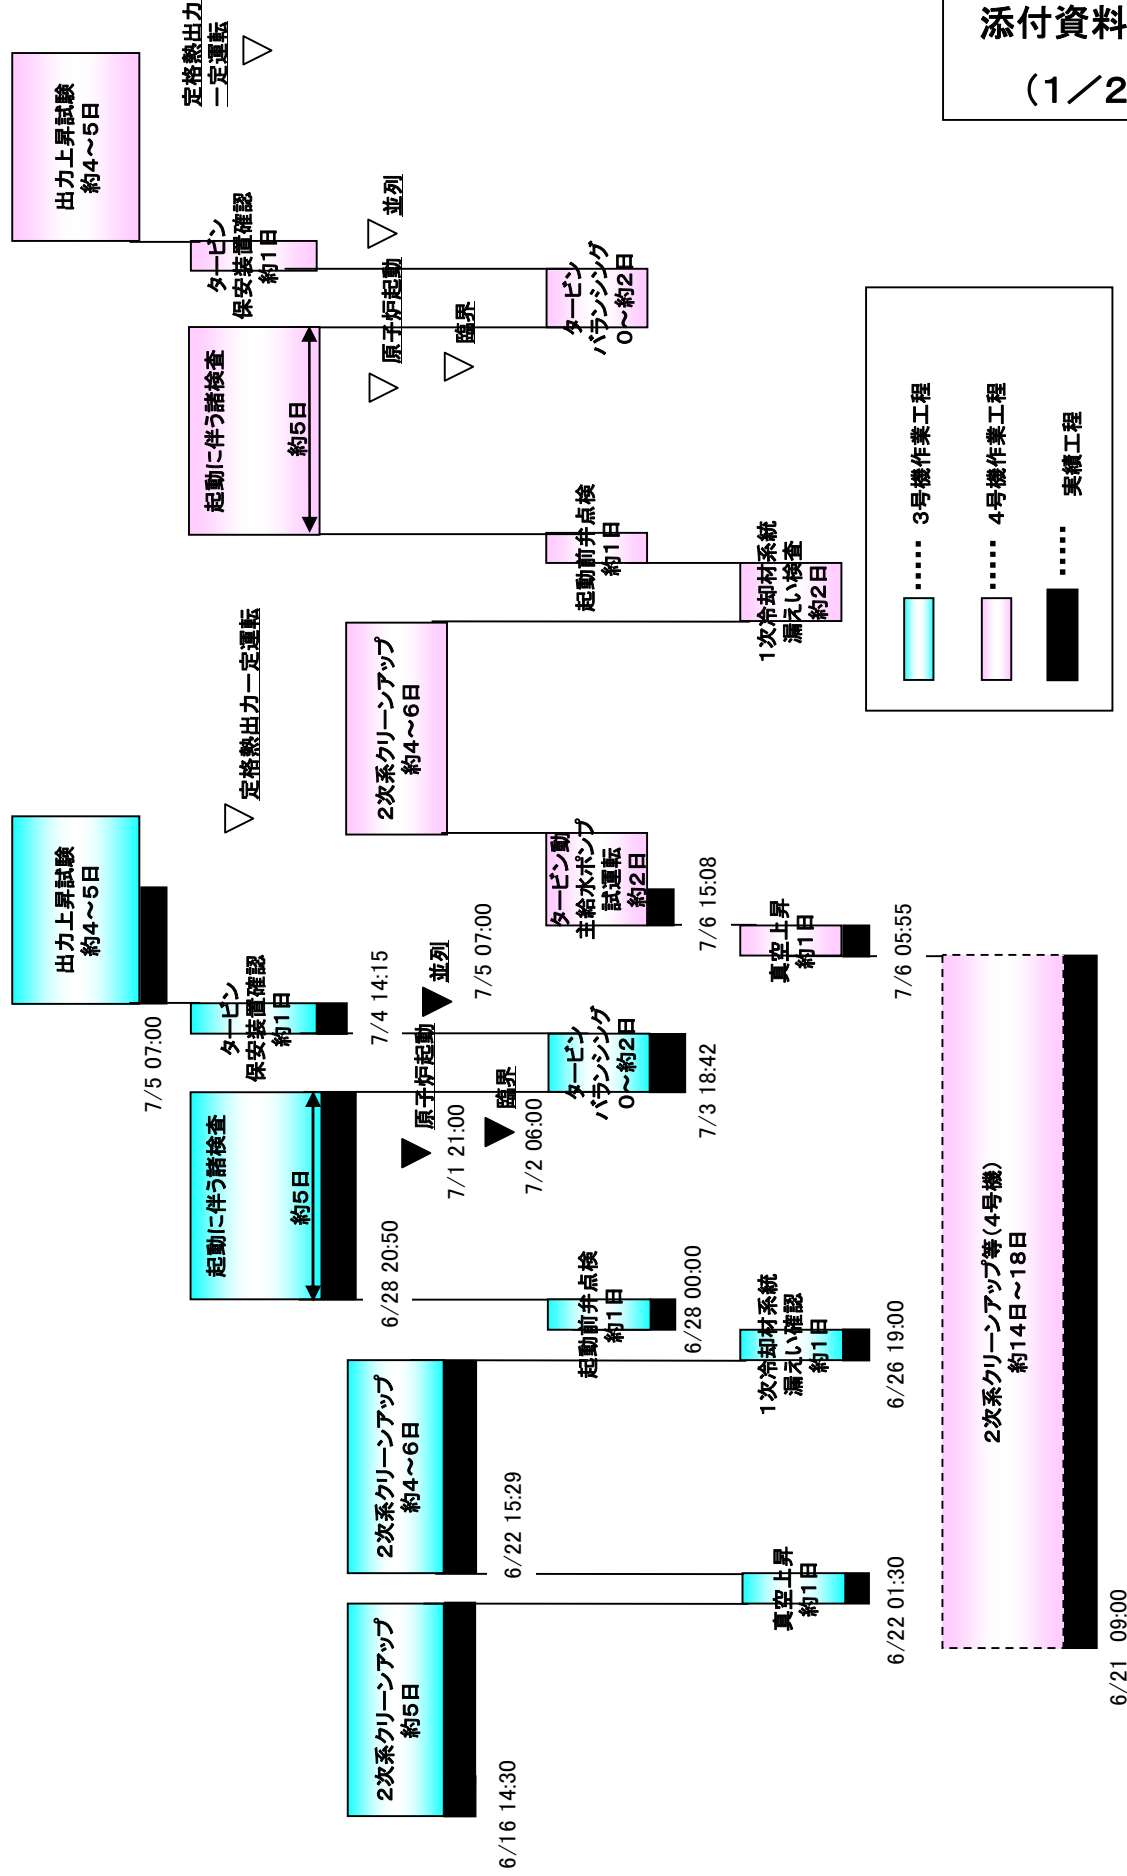 添付資料
（1／2
2次系クリーンアップ
約5日
6/16 14:30
真空上昇
約1日
6/22 01:30
2次系クリーンアップ
約4～6日
6/22 15:29
1次冷却材系統
漏えい確認
約1日
6/26 19:00
起動前弁点検
約1日
6/28 00:00
起動に伴う諸検査
約5日
6/28 20:50
原子炉起動
7/1 21:00
臨界
7/2 06:00
タービン
バランシング
0～約2日
7/3 18:42
タービン
保安装置確認
約1日
7/4 14:15
並列
7/5 07:00
出力上昇試験
約4～5日
7/5 07:00
定格熱出力一定運転
2次系クリーンアップ等（4号機）
約14日～18日
6/21 09:00
真空上昇
約1日
7/6 05:55
タービン動
主給水ポンプ
試運転
約2日
7/6 15:08
2次系クリーンアップ
約4～6日
1次冷却材系統
漏えい検査
約2日
起動前弁点検
約1日
起動に伴う諸検査
約5日
原子炉起動
臨界
タービン
バランシング
0～約2日
タービン
保安装置確認
約1日
並列
出力上昇試験
約4～5日
定格熱出力
一定運転
3号機作業工程
4号機作業工程
実績工程